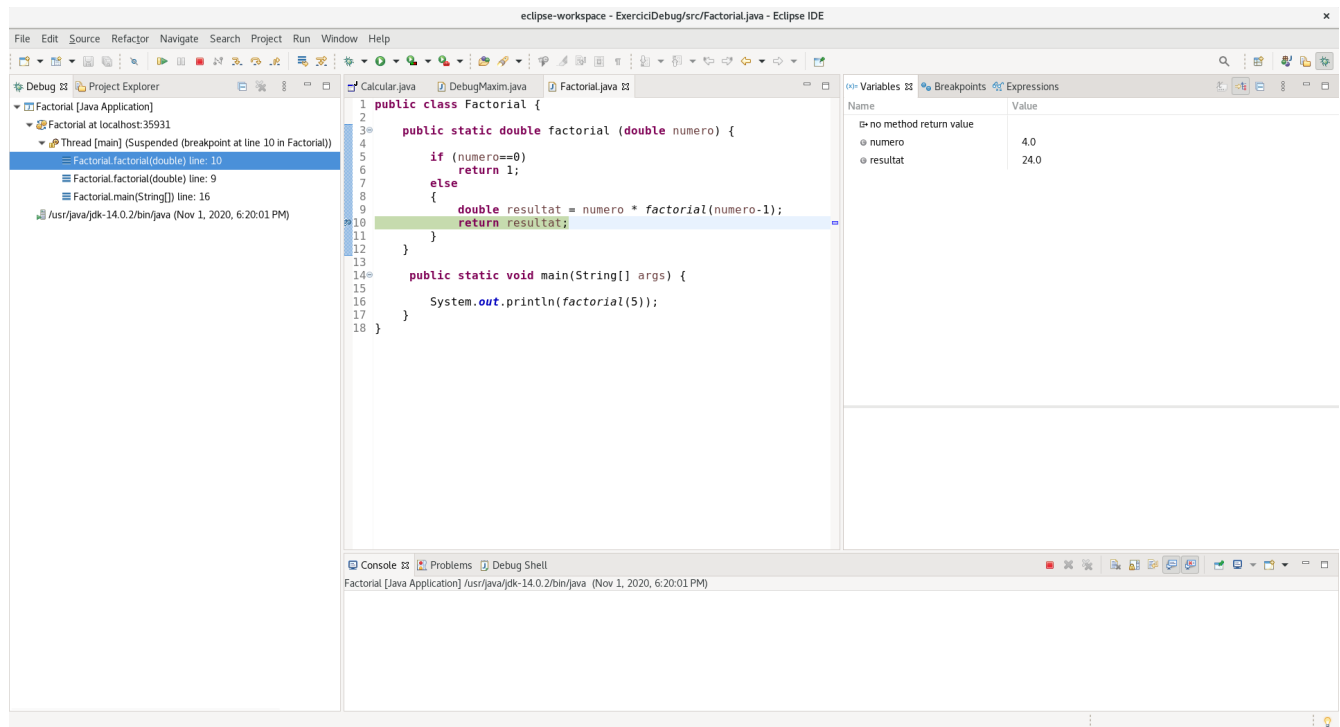 eclipse-workspace - ExerciciDebug/src/Factorial.java - Eclipse IDE
File Edit Source Refactor Navigate Search Project Run Window Help
Debug Project Explorer
Factorial [Java Application]
Factorial at localhost:35931
Thread [main] (Suspended (breakpoint at line 10 in Factorial))
Factorial.factorial(double) line: 10
Factorial.factorial(double) line: 9
Factorial.main(String[]) line: 16
/usr/java/jdk-14.0.2/bin/java (Nov 1, 2020, 6:20:01 PM)
Calcular.java DebugMaxim.java Factorial.java
1 public class Factorial {
2
3 public static double factorial (double numero) {
4
5 if (numero==0)
6 return 1;
7 else
8 {
9 double resultat = numero * factorial(numero-1);
10 return resultat;
11 }
12 }
13
14 public static void main(String[] args) {
15
16 System.out.println(factorial(5));
17 }
18 }
(x)= Variables Breakpoints Expressions
Name Value
no method return value
numero 4.0
resultat 24.0
Console Problems Debug Shell
Factorial [Java Application] /usr/java/jdk-14.0.2/bin/java (Nov 1, 2020, 6:20:01 PM)